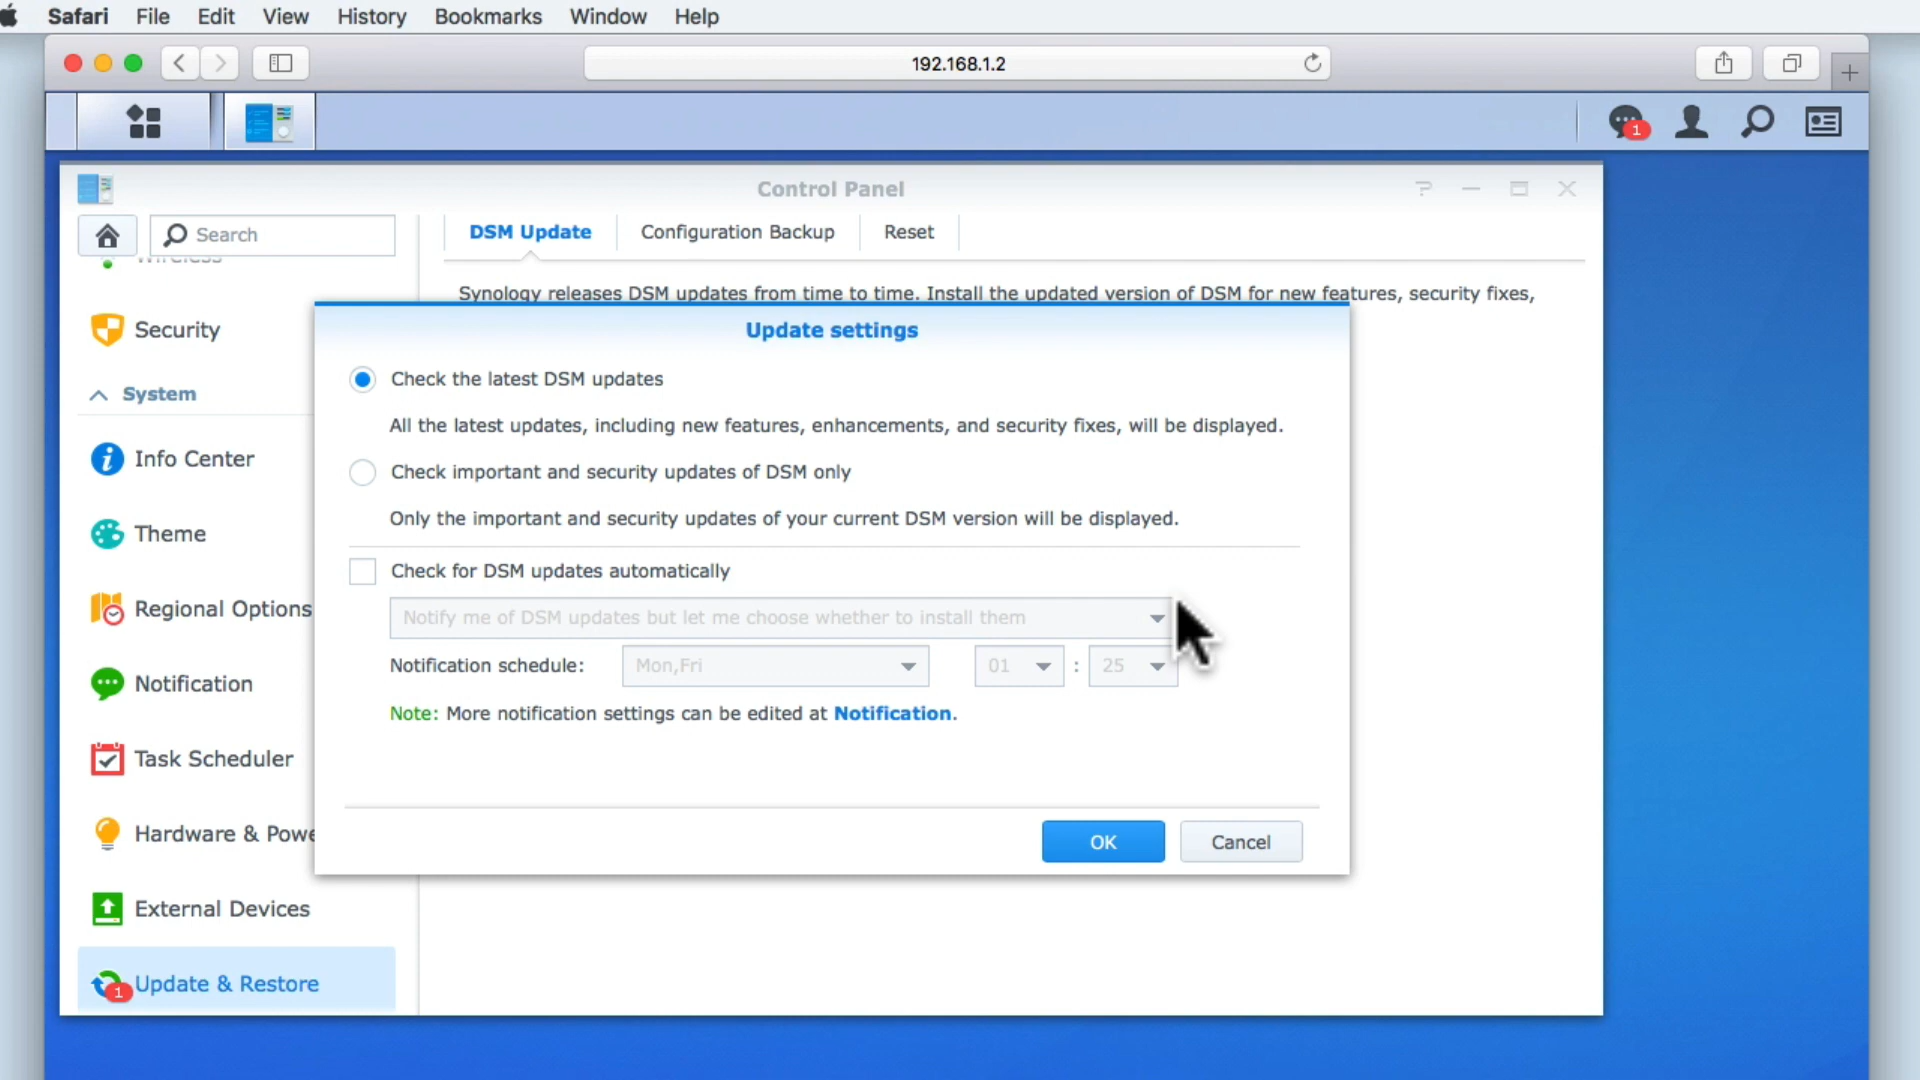 Safari File Edit View History Bookmarks Window Help
192.168.1.2
1
Control Panel
Search
DSM Update Configuration Backup Reset
Wireless
Synology releases DSM updates from time to time. Install the updated version of DSM for new features, security fixes,
Security
System
Info Center
Theme
Regional Options
Notification
Task Scheduler
Hardware & Powe
External Devices
1 Update & Restore
Update settings
Check the latest DSM updates
All the latest updates, including new features, enhancements, and security fixes, will be displayed.
Check important and security updates of DSM only
Only the important and security updates of your current DSM version will be displayed.
Check for DSM updates automatically
Notify me of DSM updates but let me choose whether to install them
Notification schedule: Mon,Fri 01 : 25
Note: More notification settings can be edited at Notification.
OK Cancel